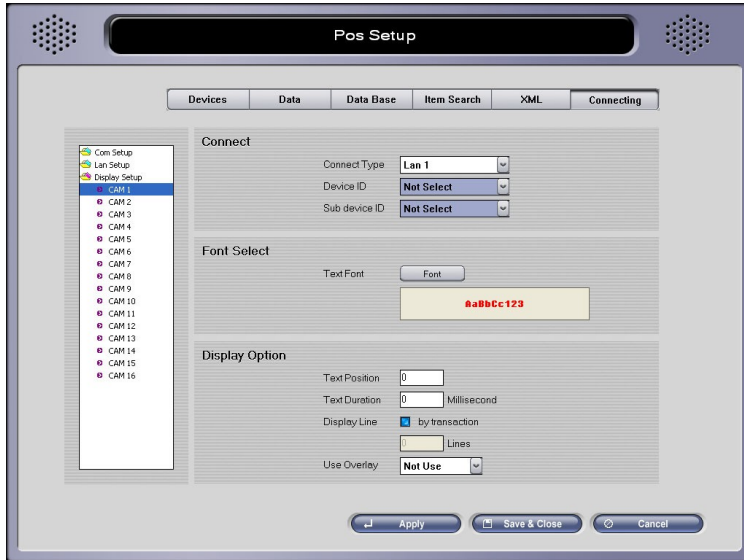 Pos Setup
Devices Data Data Base Item Search XML Connecting
Com Setup
Lan Setup
Display Setup
CAM 1
CAM 2
CAM 3
CAM 4
CAM 5
CAM 6
CAM 7
CAM 8
CAM 9
CAM 10
CAM 11
CAM 12
CAM 13
CAM 14
CAM 15
CAM 16
Connect
Connect Type Lan 1
Device ID Not Select
Sub device ID Not Select
Font Select
Text Font Font
AaBbCc123
Display Option
Text Position 0
Text Duration 0 Millisecond
Display Line by transaction
0 Lines
Use Overlay Not Use
Apply Save & Close Cancel